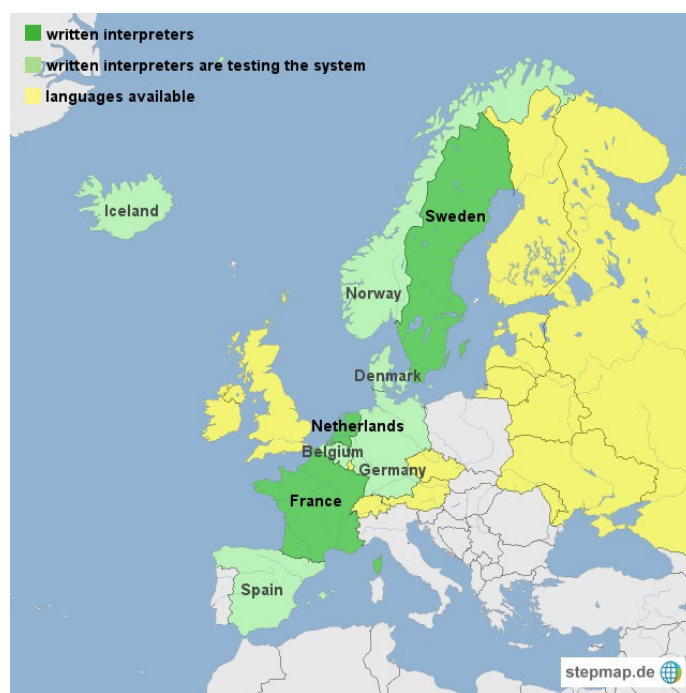 written interpreters
written interpreters are testing the system
languages available
Iceland
Sweden
Norway
Denmark
Netherlands
Belgium
Germany
France
Spain
stepmap.de